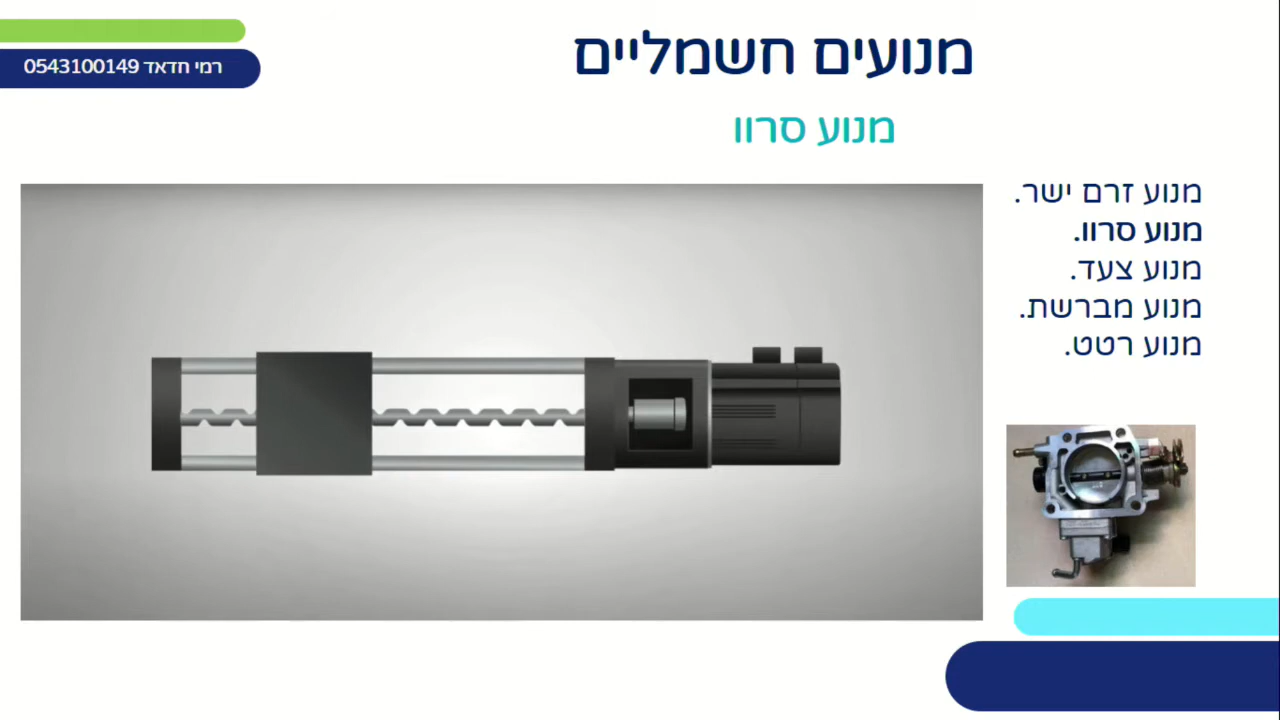 מנועים חשמליים
רמי חדאד 0543100149
מנוע סרוו
מנוע זרם ישר.
מנוע סרוו.
מנוע צעד.
מנוע מברשת.
מנוע רטט.